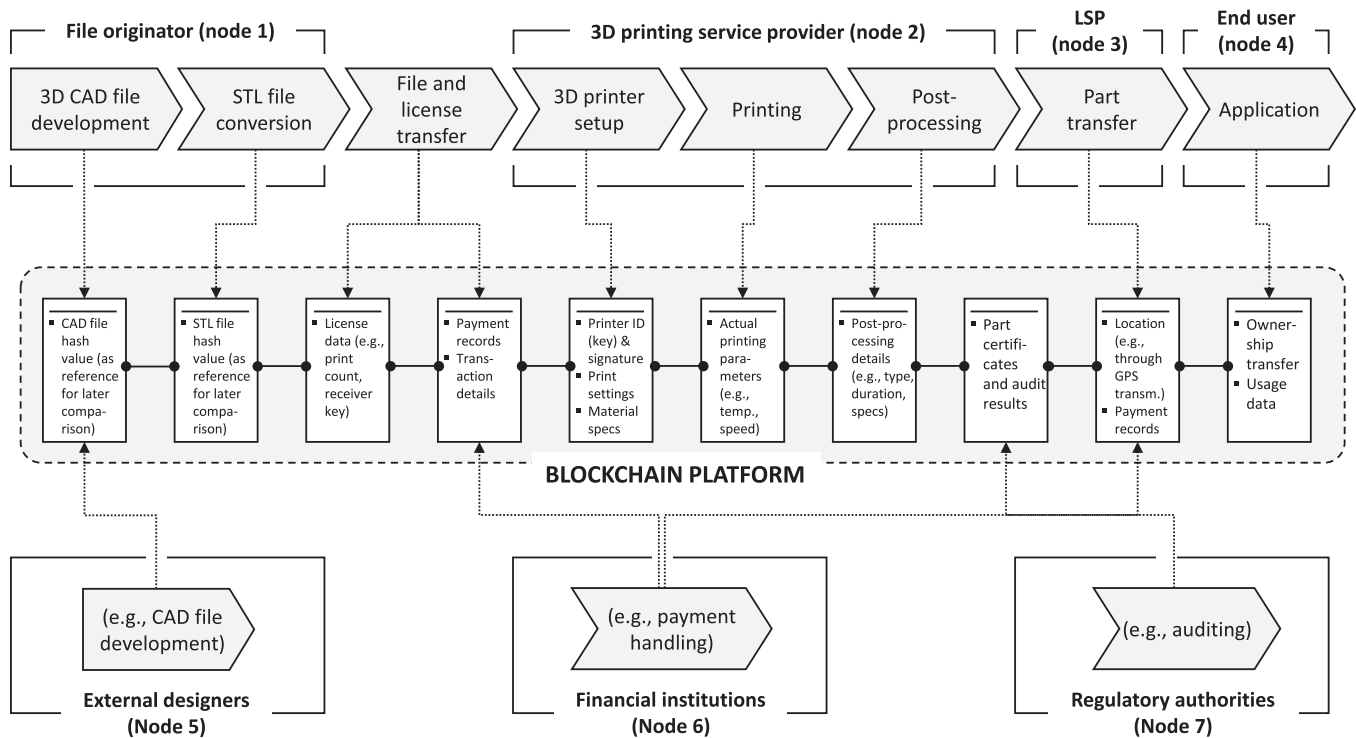 File originator (node 1)
3D printing service provider (node 2)
LSP
(node 3)
End user
(node 4)
3D CAD file
development
STL file
conversion
File and
license
transfer
3D printer
setup
Printing
Post-
processing
Part
transfer
Application
▪ CAD file
hash
value (as
reference
for later
compa-
rison)
▪ STL file
hash
value (as
reference
for later
compa-
rison)
▪ License
data (e.g.,
print
count,
receiver
key)
▪ Payment
records
▪ Trans-
action
details
▪ Printer ID
(key) &
signature
▪ Print
settings
▪ Material
specs
▪ Actual
printing
para-
meters
(e.g.,
temp.,
speed)
▪ Post-pro-
cessing
details
(e.g., type,
duration,
specs)
▪ Part
certifi-
cates
and audit
results
▪ Location
(e.g.,
through
GPS
transm.)
▪ Payment
records
▪ Owner-
ship
transfer
▪ Usage
data
BLOCKCHAIN PLATFORM
(e.g., CAD file
development)
(e.g., payment
handling)
(e.g., auditing)
External designers
(Node 5)
Financial institutions
(Node 6)
Regulatory authorities
(Node 7)